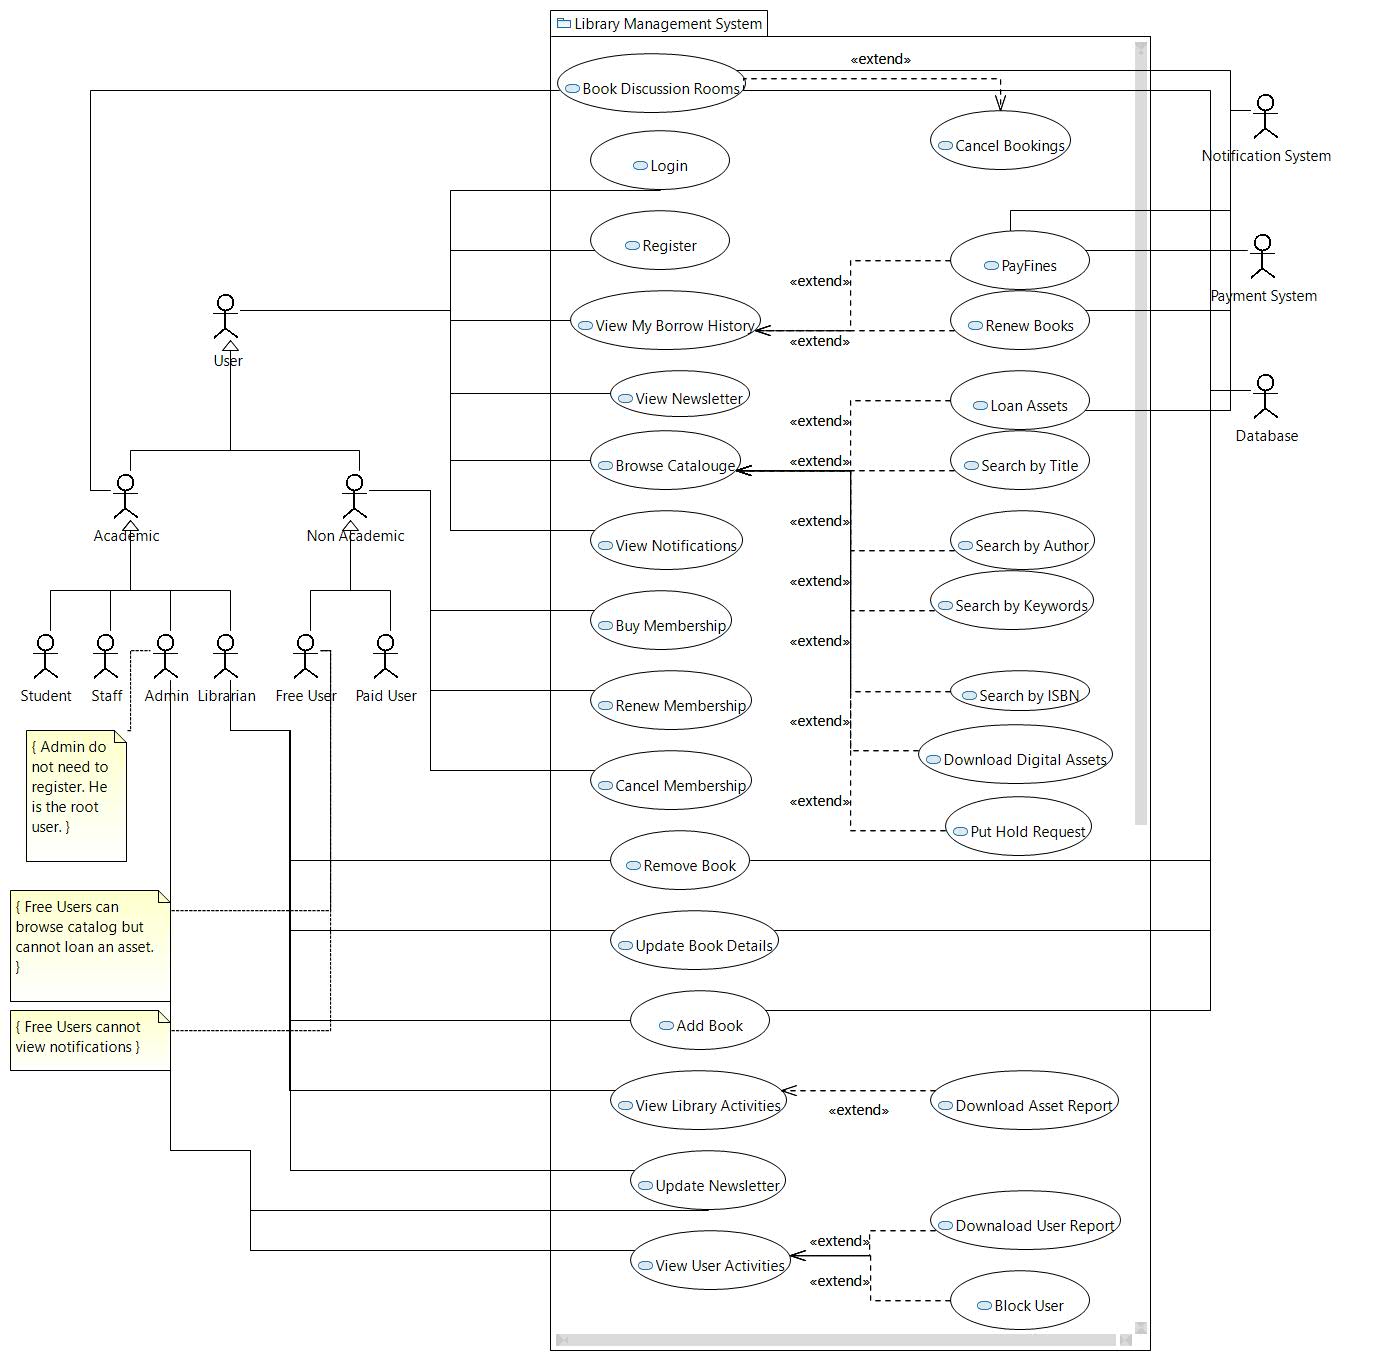 Library Management System
«extend»
Book Discussion Rooms
Cancel Bookings
Notification System
Login
Register
PayFines
«extend»
Payment System
View My Borrow History
Renew Books
«extend»
User
View Newsletter
Loan Assets
«extend»
Database
Browse Catalouge
«extend»
Search by Title
Academic
Non Academic
«extend»
View Notifications
Search by Author
«extend»
Search by Keywords
Buy Membership
«extend»
Student
Staff
Admin
Librarian
Free User
Paid User
Search by ISBN
Renew Membership
«extend»
{ Admin do
not need to
register. He
is the root
user. }
Download Digital Assets
Cancel Membership
«extend»
Put Hold Request
Remove Book
{ Free Users can
browse catalog but
cannot loan an asset.
}
Update Book Details
{ Free Users cannot
view notifications }
Add Book
View Library Activities
«extend»
Download Asset Report
Update Newsletter
Downaload User Report
«extend»
View User Activities
«extend»
Block User